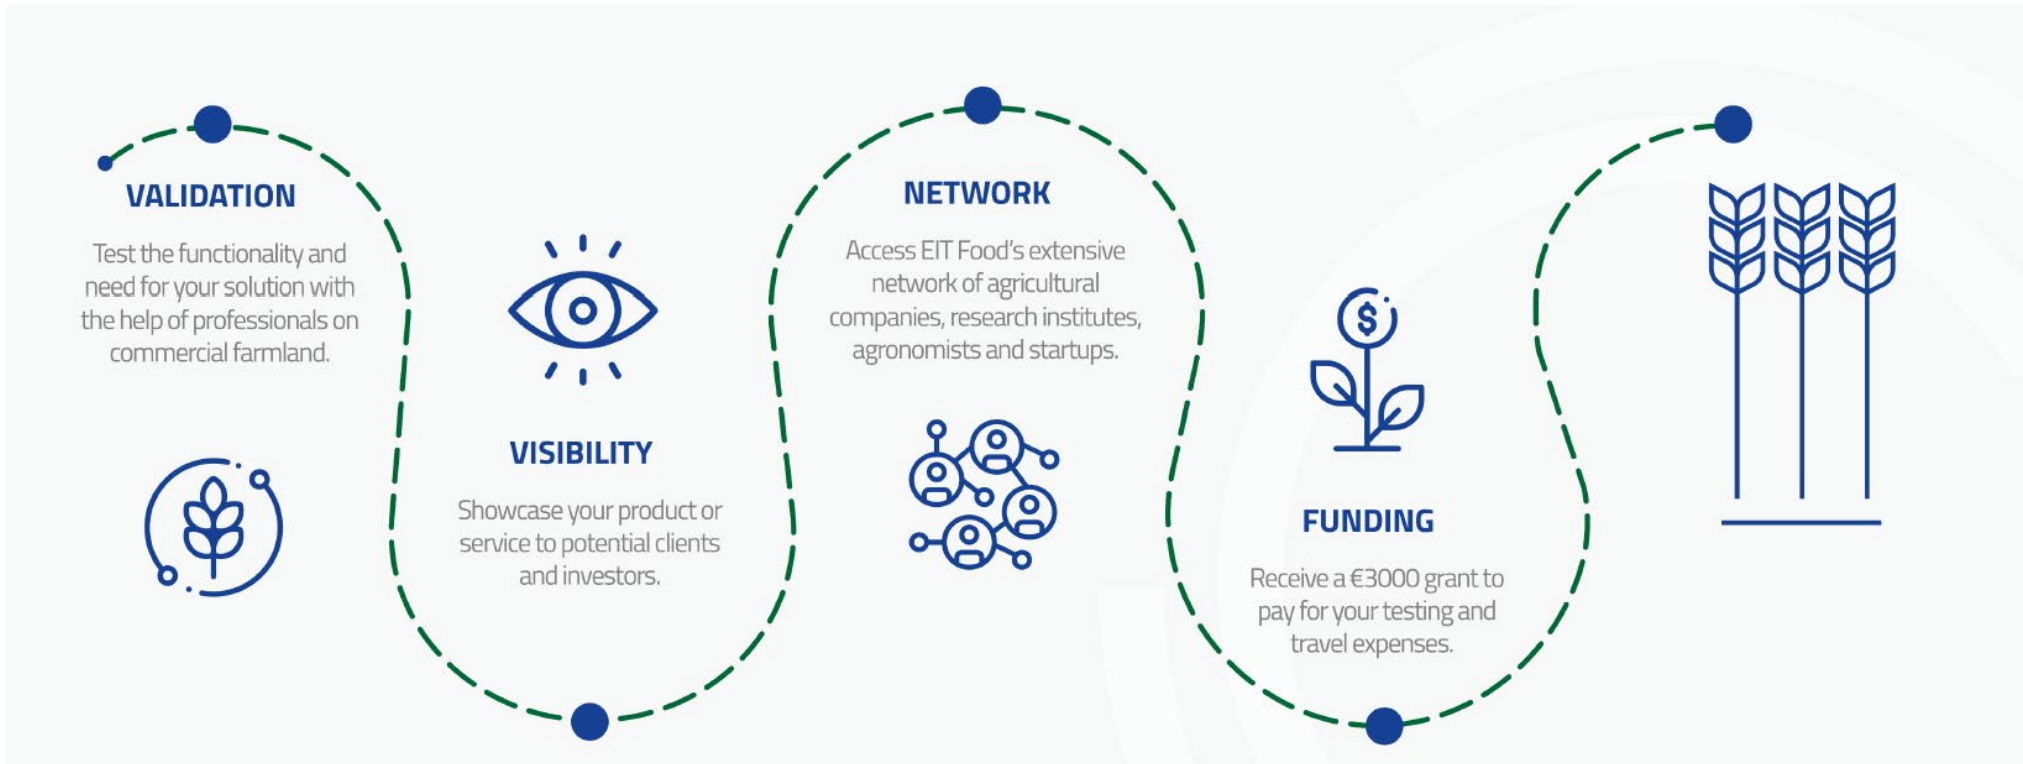 VALIDATION
Test the functionality and
need for your solution with
the help of professionals on
commercial farmland.
VISIBILITY
Showcase your product or
service to potential clients
and investors.
NETWORK
Access EIT Food's extensive
network of agricultural
companies, research institutes,
agronomists and startups.
$
FUNDING
Receive a €3000 grant to
pay for your testing and
travel expenses.